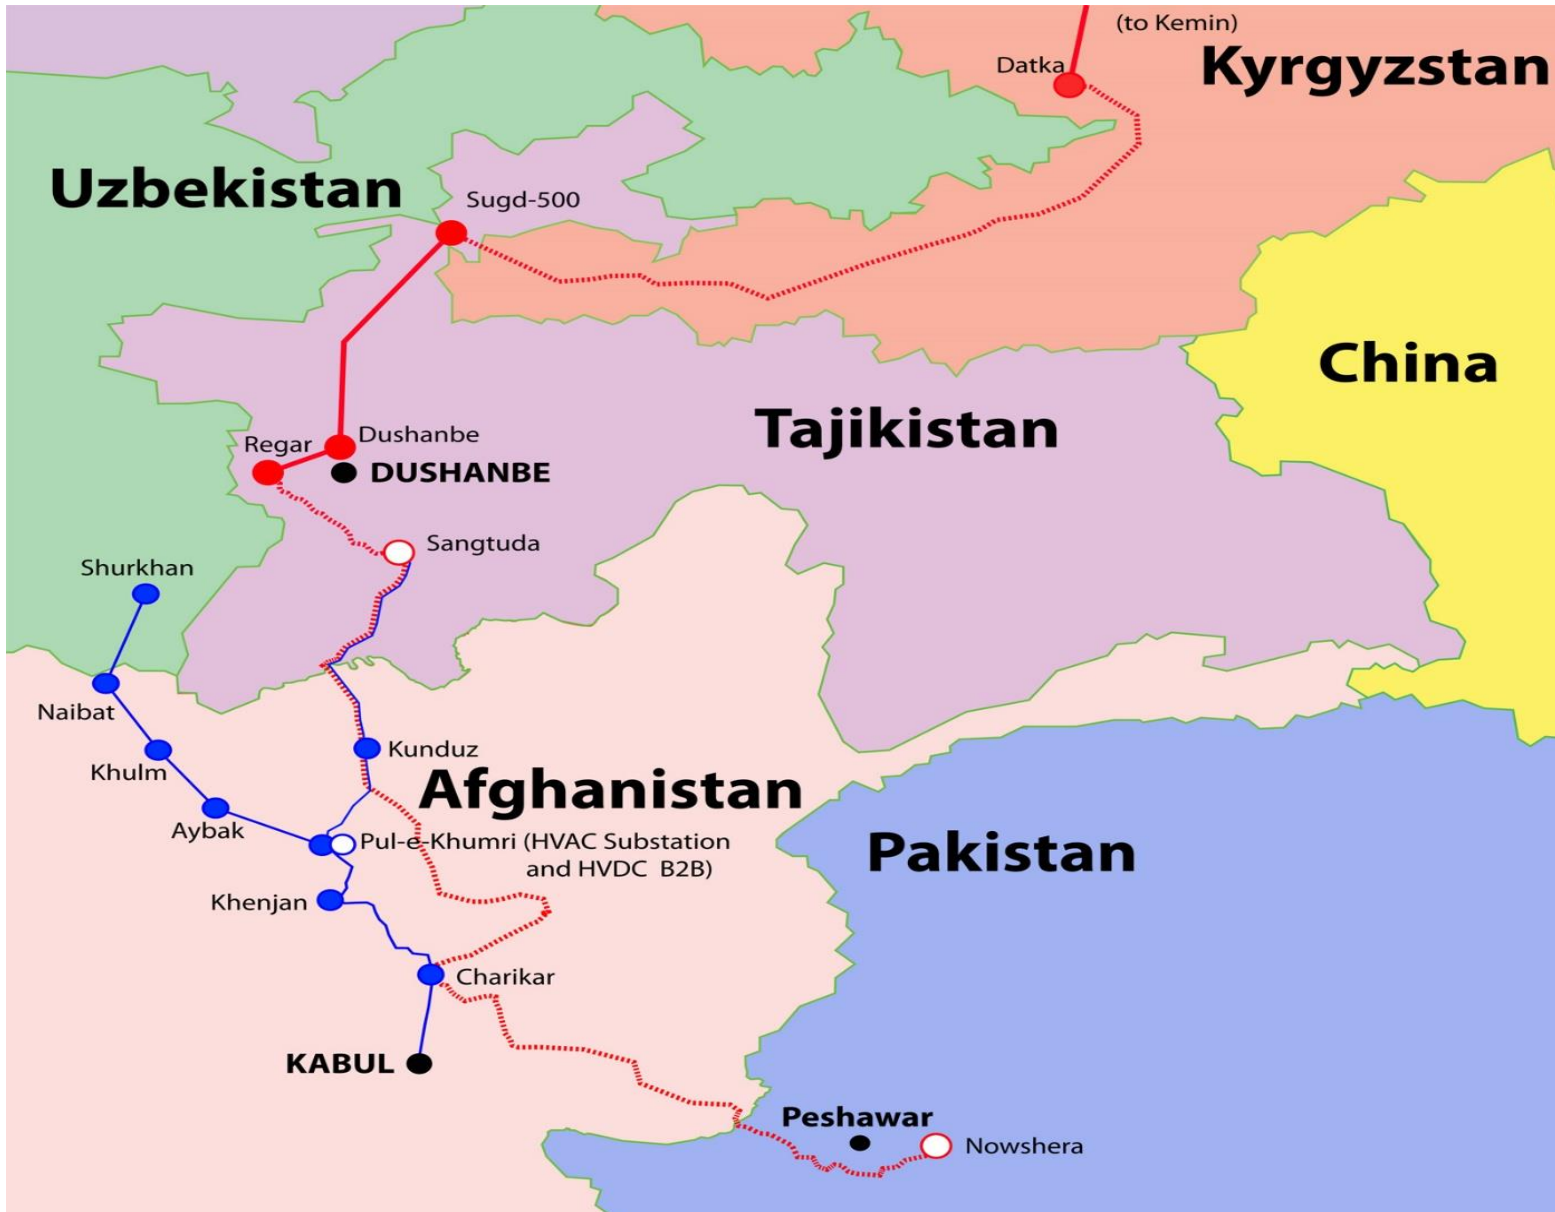 (to Kemin)
Kyrgyzstan
Datka
Uzbekistan
Sugd-500
China
Tajikistan
Regar
Dushanbe
DUSHANBE
Sangtuda
Shurkhan
Naibat
Kunduz
Khulm
Afghanistan
Aybak
Pul-e-Khumri (HVAC Substation
and HVDC B2B)
Pakistan
Khenjan
Charikar
KABUL
Peshawar
Nowshera